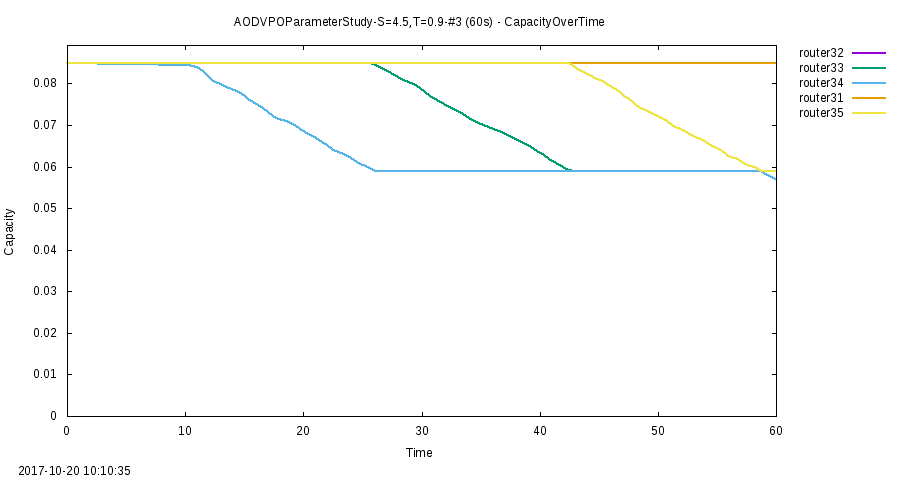 AODVPOParameterStudy-S=4.5,T=0.9-#3 (60s) - CapacityOverTime
router32
router33
router34
router31
router35
0.08
0.07
0.06
0.05
0.04
0.03
0.02
0.01
0
Capacity
0 10 20 30 40 50 60
Time
2017-10-20 10:10:35